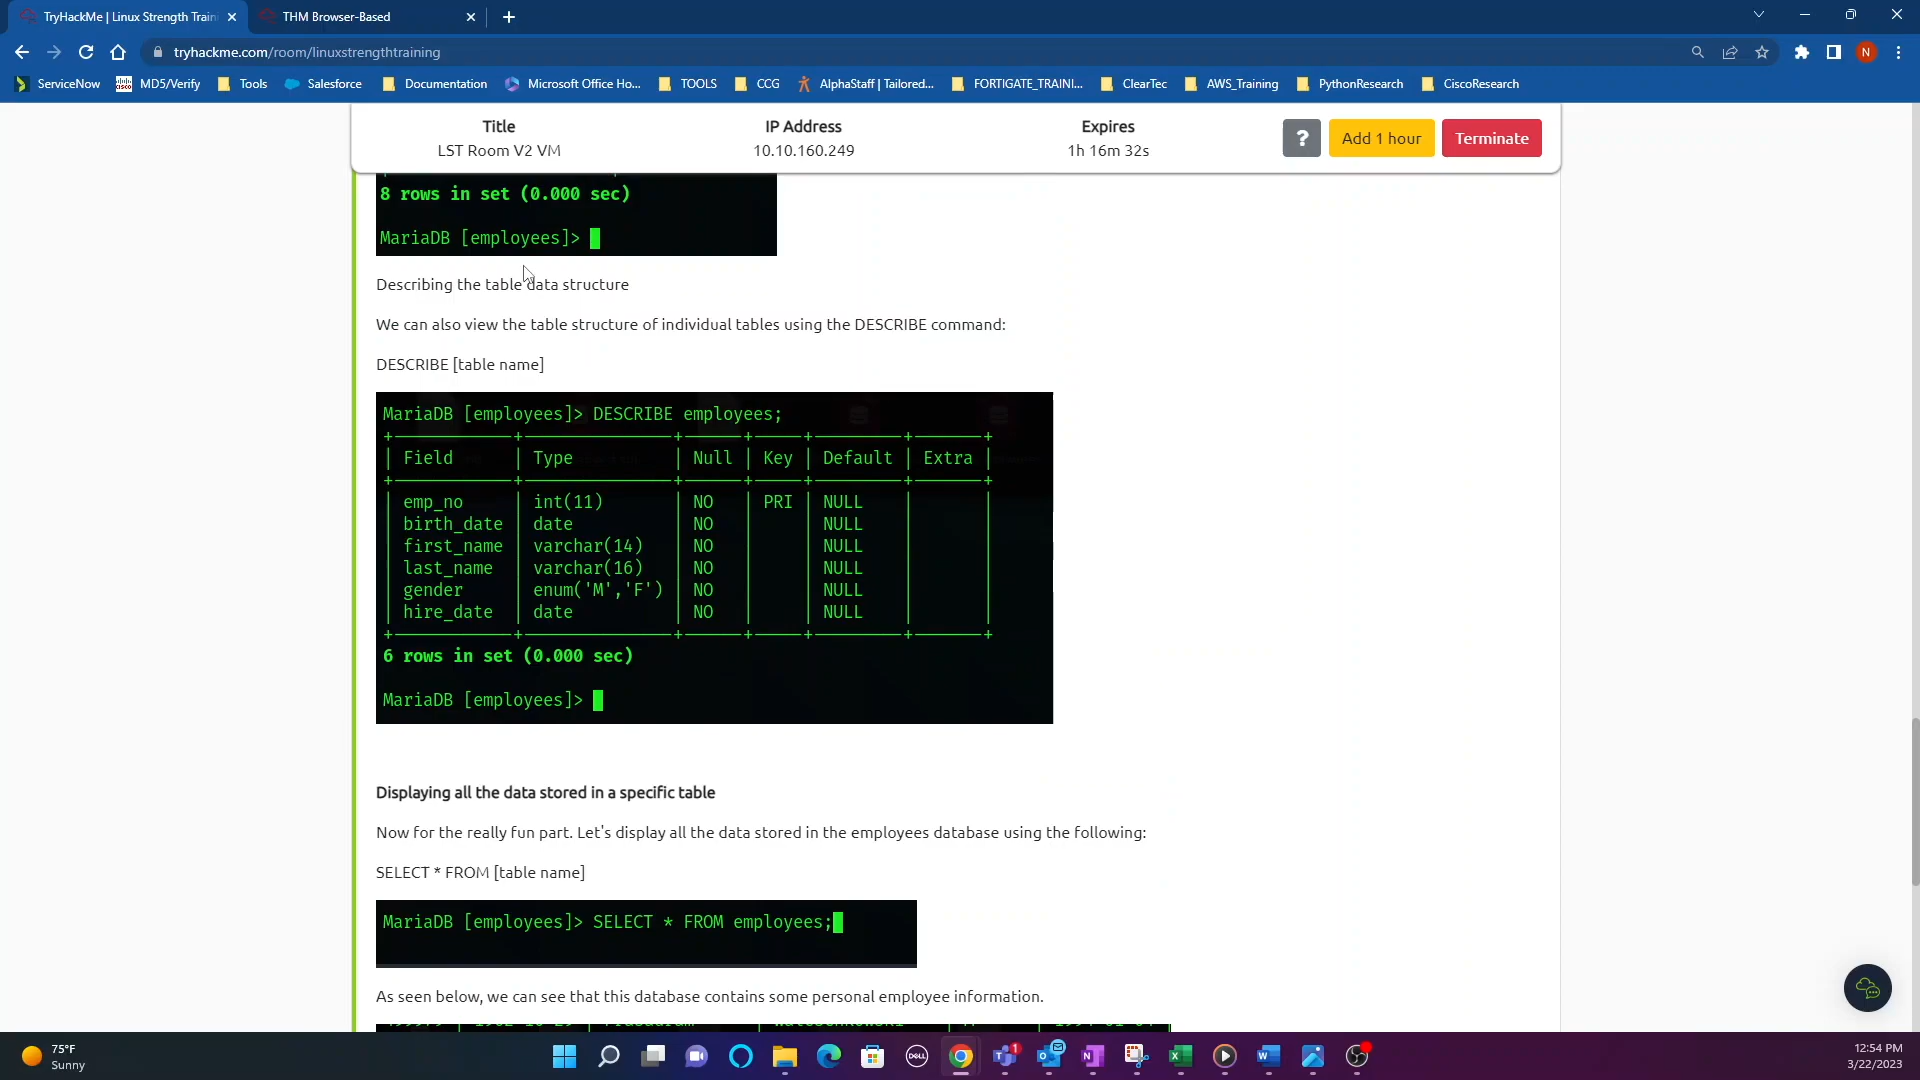 TryHackMe | Linux Strength Train
THM Browser-Based
tryhackme.com/room/linuxstrengthtraining
N
ServiceNow
MD5/Verify
Tools
Salesforce
Documentation
Microsoft Office Ho...
TOOLS
CCG
AlphaStaff | Tailored...
FORTIGATE_TRAINI...
ClearTec
AWS_Training
PythonResearch
CiscoResearch
Title
IP Address
Expires
LST Room V2 VM
10.10.160.249
1h 16m 32s
?
Add 1 hour
Terminate
8 rows in set (0.000 sec)
MariaDB [employees]>
Describing the table data structure
We can also view the table structure of individual tables using the DESCRIBE command:
DESCRIBE [table name]
MariaDB [employees]> DESCRIBE employees;
| Field | Type | Null | Key | Default | Extra |
| emp_no | int(11) | NO | PRI | NULL | |
| birth_date | date | NO | | NULL | |
| first_name | varchar(14) | NO | | NULL | |
| last_name | varchar(16) | NO | | NULL | |
| gender | enum('M','F') | NO | | NULL | |
| hire_date | date | NO | | NULL | |
6 rows in set (0.000 sec)
MariaDB [employees]>
Displaying all the data stored in a specific table
Now for the really fun part. Let's display all the data stored in the employees database using the following:
SELECT * FROM [table name]
MariaDB [employees]> SELECT * FROM employees;
As seen below, we can see that this database contains some personal employee information.
75°F
Sunny
DELL
1
12:54 PM
3/22/2023